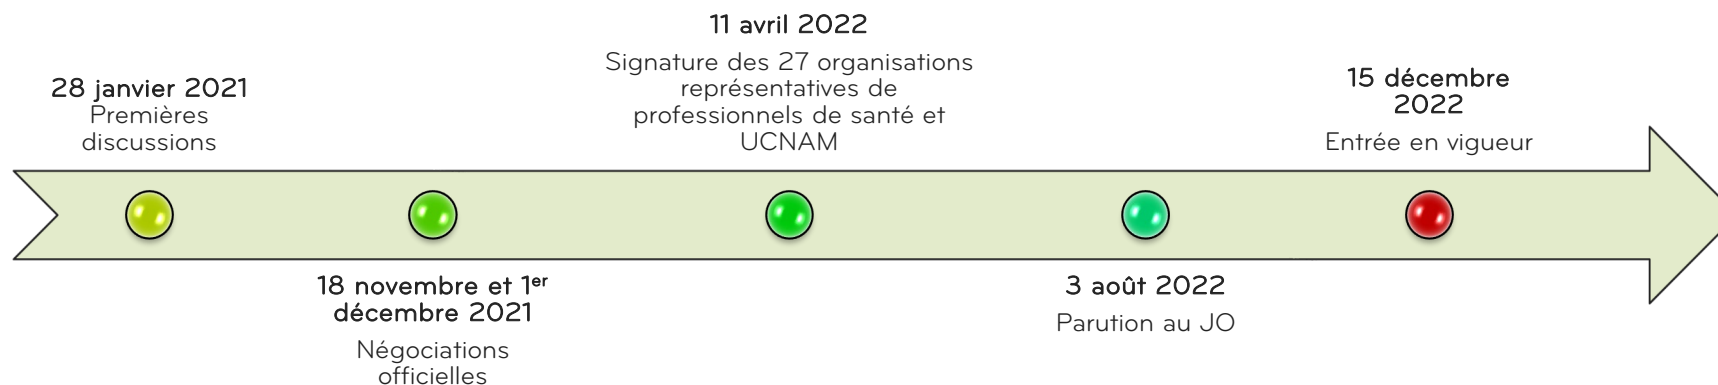 28 janvier 2021
Premières
discussions
18 novembre et 1er
décembre 2021
Négociations
officielles
11 avril 2022
Signature des 27 organisations
représentatives de
professionnels de santé et
UCNAM
3 août 2022
Parution au JO
15 décembre
2022
Entrée en vigueur